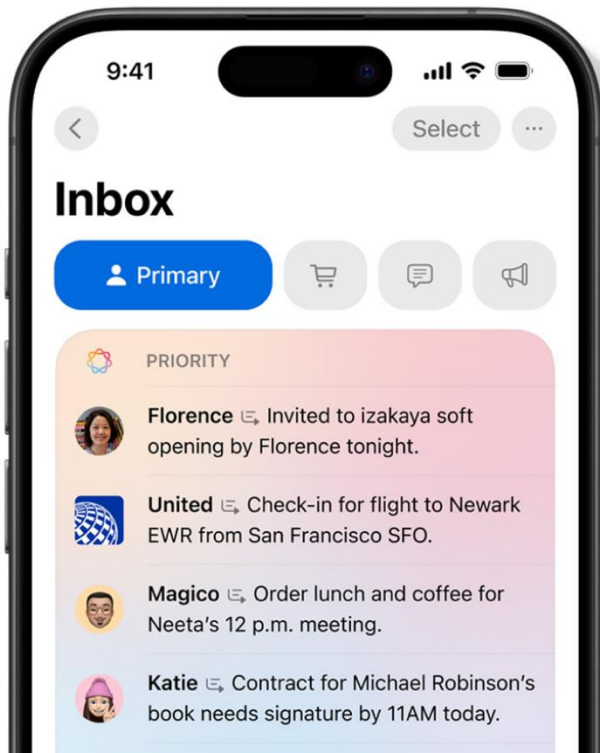 9:41
Select
Inbox
Primary
PRIORITY
Florence Invited to izakaya soft
opening by Florence tonight.
United Check-in for flight to Newark
EWR from San Francisco SFO.
Magico Order lunch and coffee for
Neeta’s 12 p.m. meeting.
Katie Contract for Michael Robinson’s
book needs signature by 11AM today.